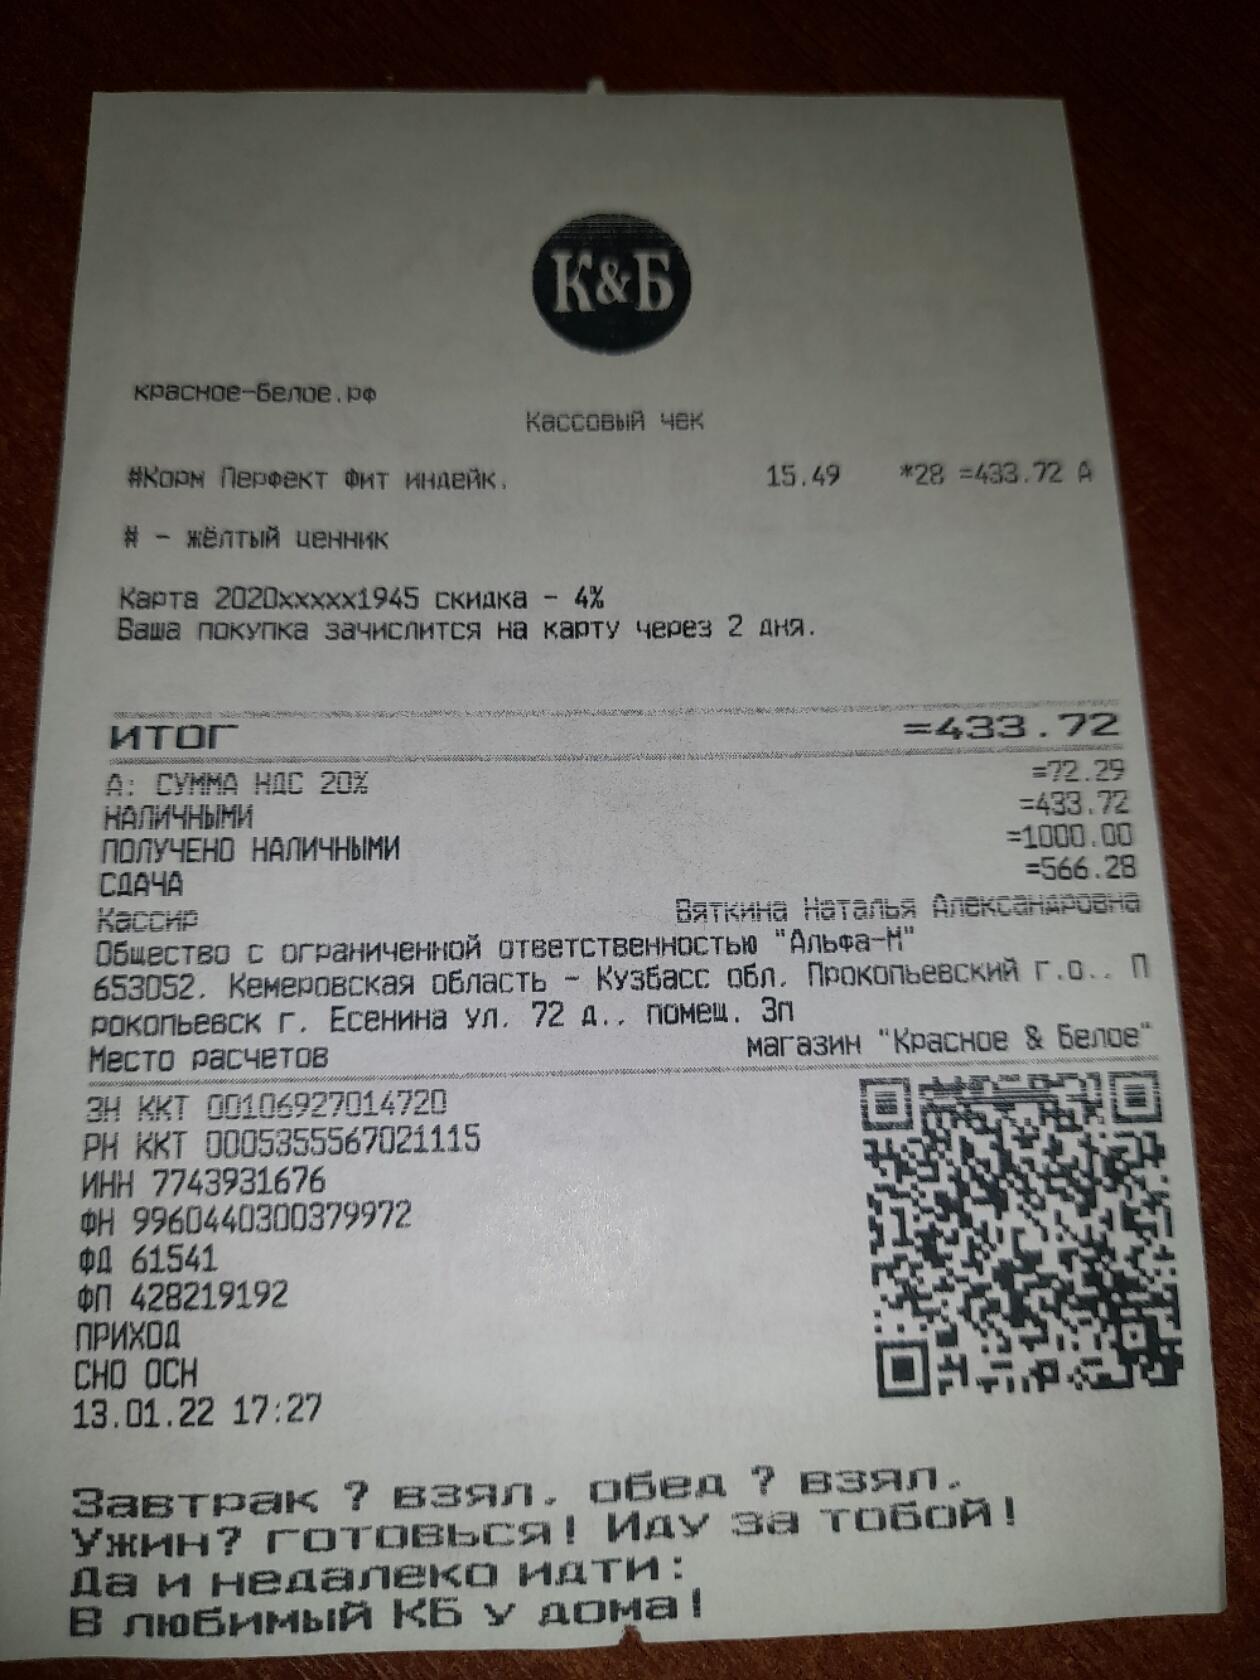 К&Б
красное-белое.рф
Кассовый чек
#Корм Перфект Фит индейк. 15.49 *28 =433.72 А
# - жёлтый ценник
Карта 2020xxxxx1945 скидка - 4%
Ваша покупка зачислится на карту через 2 дня.
ИТОГ =433.72
А: СУММА НДС 20% =72.29
НАЛИЧНЫМИ =433.72
ПОЛУЧЕНО НАЛИЧНЫМИ =1000.00
СДАЧА =566.28
Кассир Вяткина Наталья Александровна
Общество с ограниченной ответственностью "Альфа-М"
653052, Кемеровская область - Кузбасс обл, Прокопьевский г.о., П
рокопьевск г, Есенина ул, 72 д., помещ. 3п
Место расчетов магазин "Красное & Белое"
ЗН ККТ 00106927014720
РН ККТ 0005355567021115
ИНН 7743931676
ФН 9960440300379972
ФД 61541
ФП 428219192
ПРИХОД
СНО ОСН
13.01.22 17:27
Завтрак ? взял, обед ? взял,
Ужин? готовься! Иду за тобой!
Да и недалеко идти:
В любимый КБ у дома!